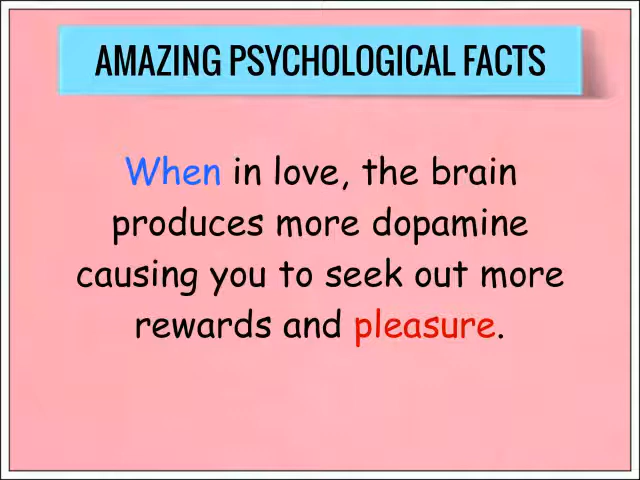 AMAZING PSYCHOLOGICAL FACTS
When in love, the brain
produces more dopamine
causing you to seek out more
rewards and pleasure.